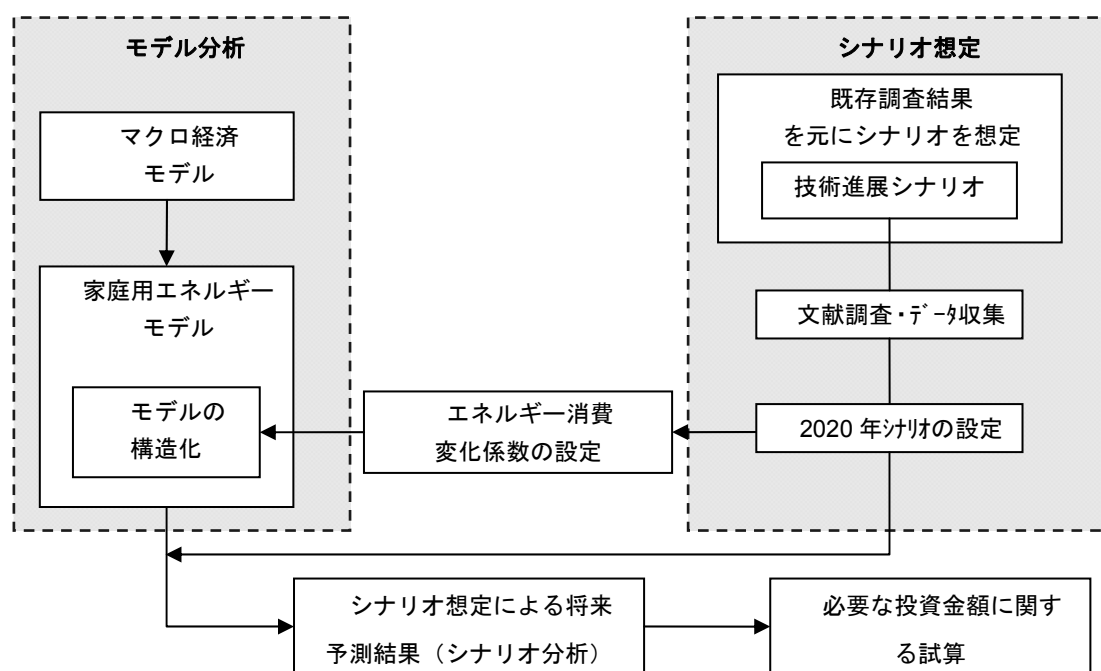 モデル分析
マクロ経済
モデル
家庭用エネルギー
モデル
モデルの
構造化
エネルギー消費
変化係数の設定
シナリオ想定
既存調査結果
を元にシナリオを想定
技術進展シナリオ
文献調査・ﾃﾞｰﾀ収集
2020 年ｼﾅﾘｵの設定
シナリオ想定による将来
予測結果（シナリオ分析）
必要な投資金額に関す
る試算